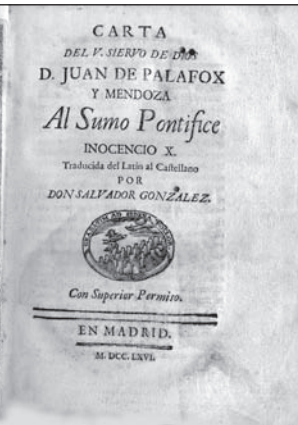 CARTA
DEL V. SIERVO DE DIOS
D. JUAN DE PALAFOX
Y MENDOZA
Al Sumo Pontifice
INOCENCIO X.
Traducida del Latin al Castellano
POR
DON SALVADOR GONZALEZ.
Con Superior Permiso.
EN MADRID.
M. DCC. LXVI.